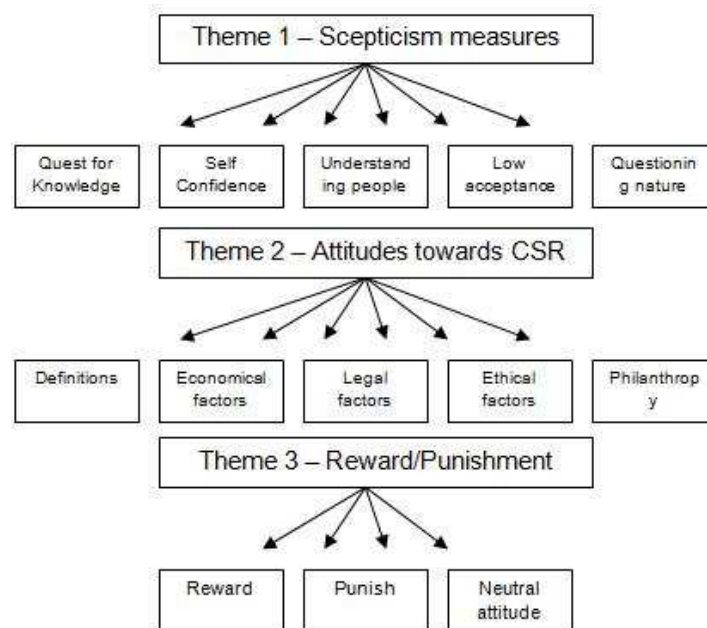 Theme 1 – Scepticism measures
Quest for
Knowledge
Self
Confidence
Understand
ing people
Low
acceptance
Questionin
g nature
Theme 2 – Attitudes towards CSR
Definitions
Economical
factors
Legal
factors
Ethical
factors
Philanthrop
y
Theme 3 – Reward/Punishment
Reward
Punish
Neutral
attitude